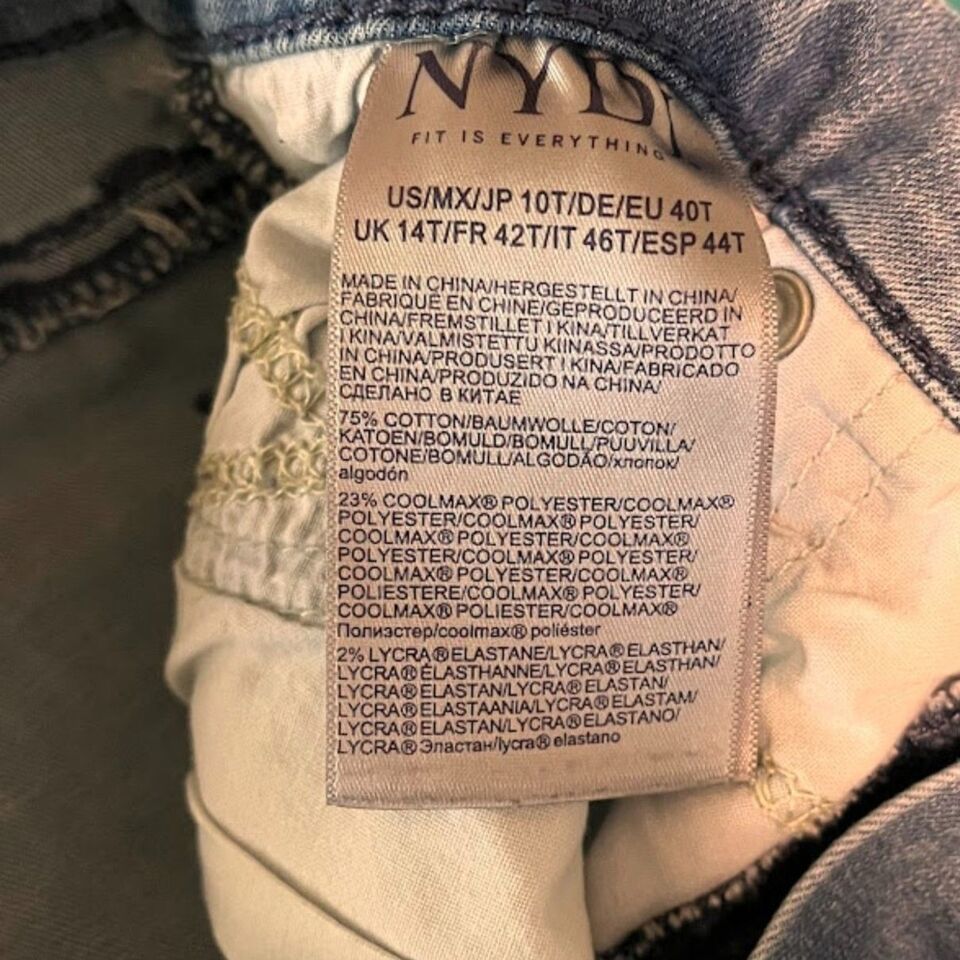 NYDJ
FIT IS EVERYTHING
US/MX/JP 10T/DE/EU 40T
UK 14T/FR 42T/IT 46T/ESP 44T
MADE IN CHINA/HERGESTELLT IN CHINA/
FABRIQUÉ EN CHINE/GEPRODUCEERD IN
CHINA/FREMSTILLET I KINA/TILLVERKAT
I KINA/VALMISTETTU KIINASSA/PRODOTTO
IN CHINA/PRODUSERT I KINA/FABRICADO
EN CHINA/PRODUZIDO NA CHINA/
СДЕЛАНО В КИТАЕ
75% COTTON/BAUMWOLLE/COTON/
KATOEN/BOMULD/BOMULL/PUUVILLA/
COTONE/BOMULL/ALGODÃO/хлопок/
algodón
23% COOLMAX® POLYESTER/COOLMAX®
POLYESTER/COOLMAX® POLYESTER/
COOLMAX® POLYESTER/COOLMAX®
POLYESTER/COOLMAX® POLYESTER/
COOLMAX® POLYESTER/COOLMAX®
POLIESTERE/COOLMAX® POLYESTER/
COOLMAX® POLIESTER/COOLMAX®
Полиэстер/coolmax® poliéster
2% LYCRA® ELASTANE/LYCRA® ELASTHAN/
LYCRA® ÉLASTHANNE/LYCRA® ELASTHAN/
LYCRA® ELASTAN/LYCRA® ELASTAN/
LYCRA® ELASTAANIA/LYCRA® ELASTAM/
LYCRA® ELASTAN/LYCRA® ELASTANO/
LYCRA® Эластан/lycra® elastano